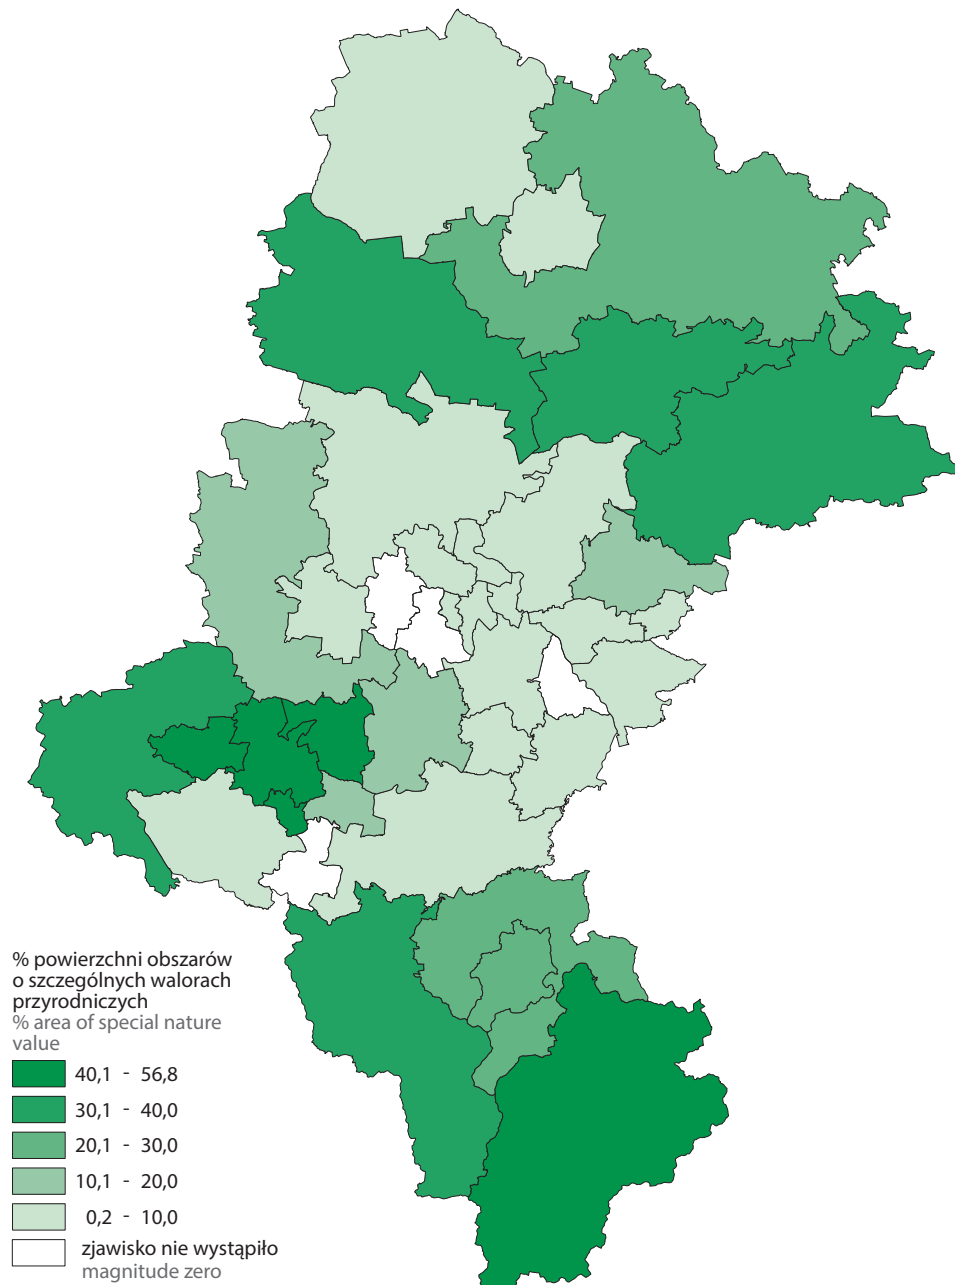 % powierzchni obszarów
o szczególnych walorach
przyrodniczych
% area of special nature
value
40,1 - 56,8
30,1 - 40,0
20,1 - 30,0
10,1 - 20,0
0,2 - 10,0
zjawisko nie wystąpiło
magnitude zero